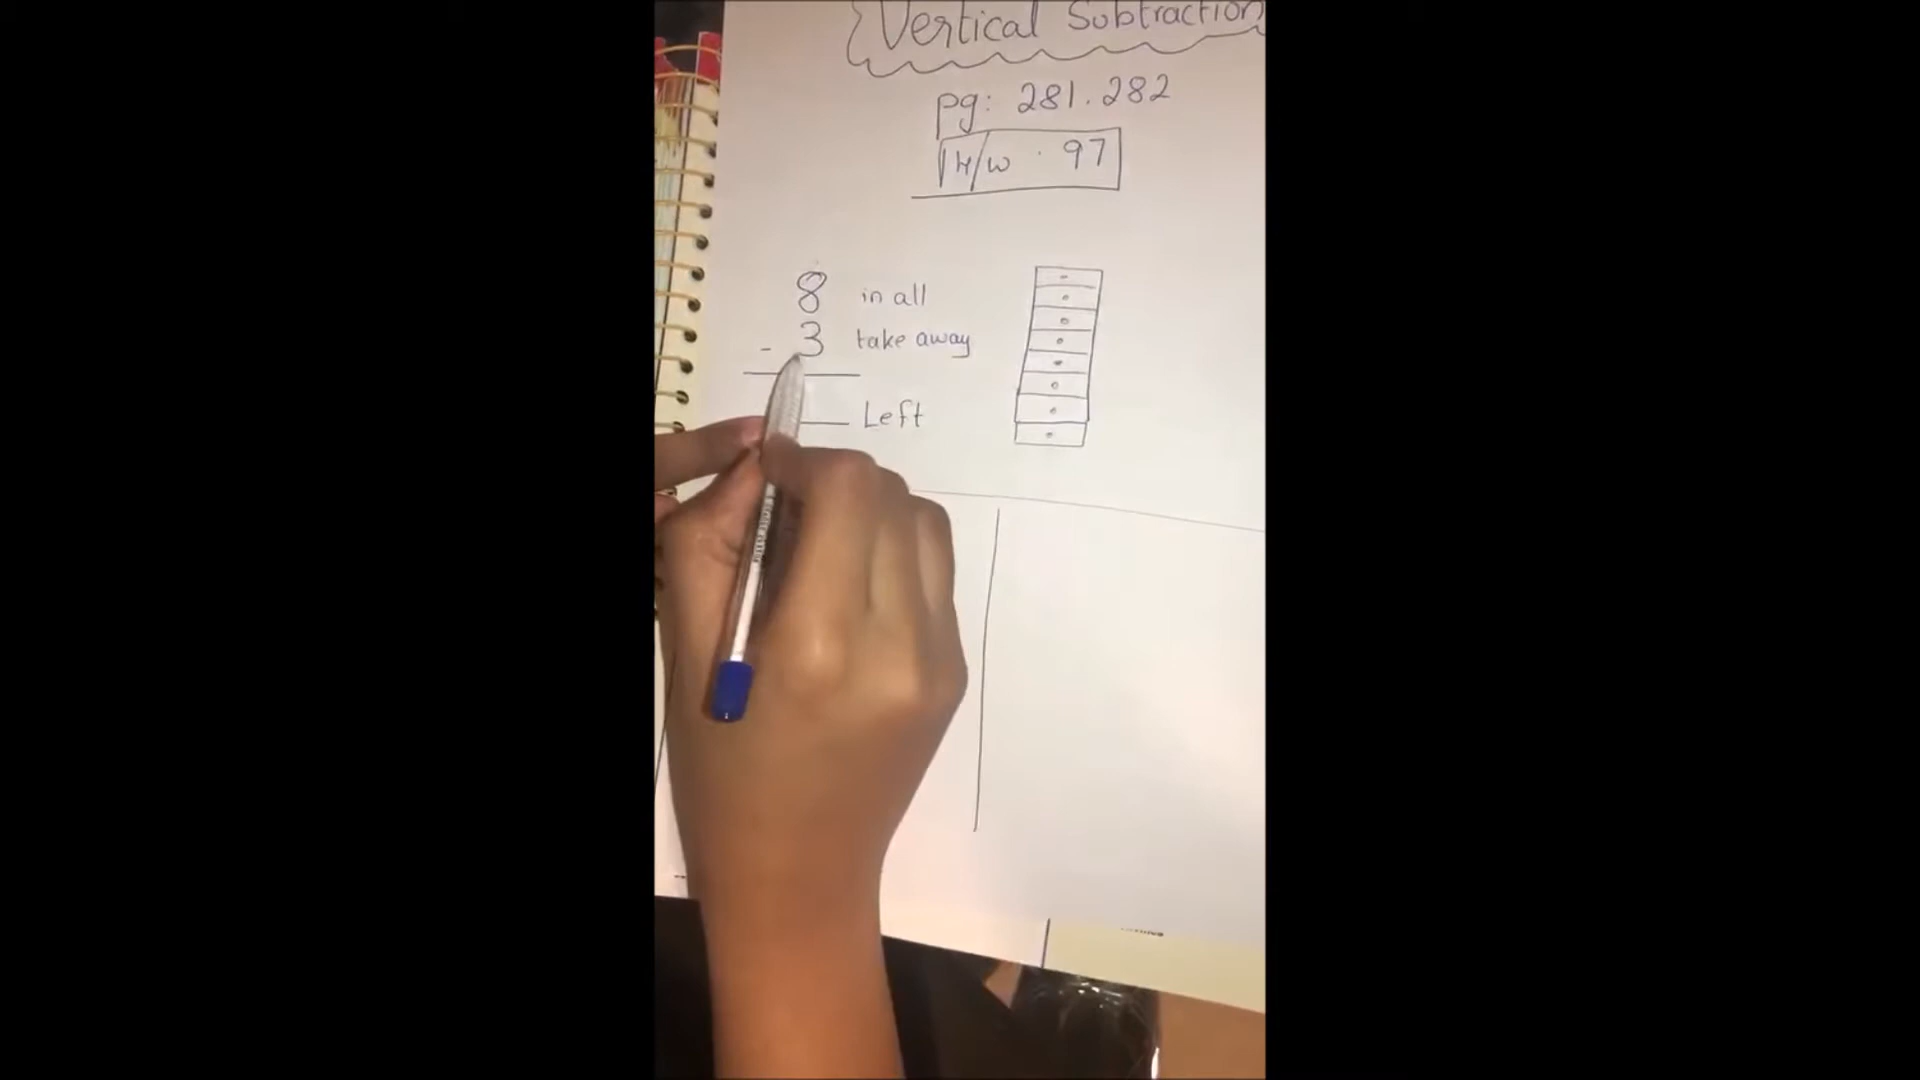 Vertical Subtraction
pg: 281.282
H/W . 97
8 in all
- 3 take away
Left